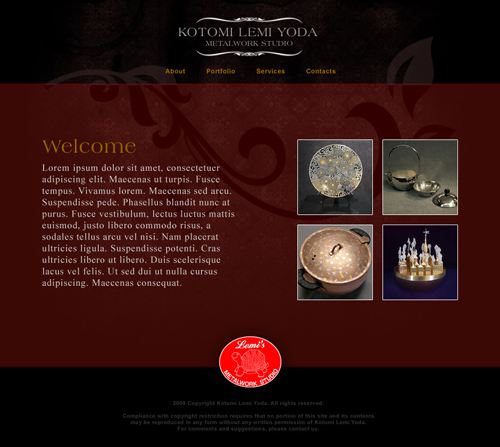 KOTOMI LEMI YODA
METALWORK STUDIO
About Portfolio Services Contacts
Welcome
Lorem ipsum dolor sit amet, consectetuer
adipiscing elit. Maecenas ut turpis. Fusce
tempus. Vivamus lorem. Maecenas sed arcu.
Suspendisse pede. Phasellus blandit nunc at
purus. Fusce vestibulum, lectus luctus mattis
euismod, justo libero commodo risus, a
sodales tellus arcu vel nisi. Nam placerat
ultricies ligula. Suspendisse potenti. Cras
ultricies libero ut libero. Duis scelerisque
lacus vel felis. Ut sed dui ut nulla cursus
adipiscing. Maecenas consequat.
Lemi's
METALWORK STUDIO
2009 Copyright Kotomi Lemi Yoda. All rights reserved.
Compliance with copyright restriction requires that no portion of this site and its contents
may be reproduced in any form without any written permission of Kotomi Lemi Yoda.
For comments and suggestions, please contact us.